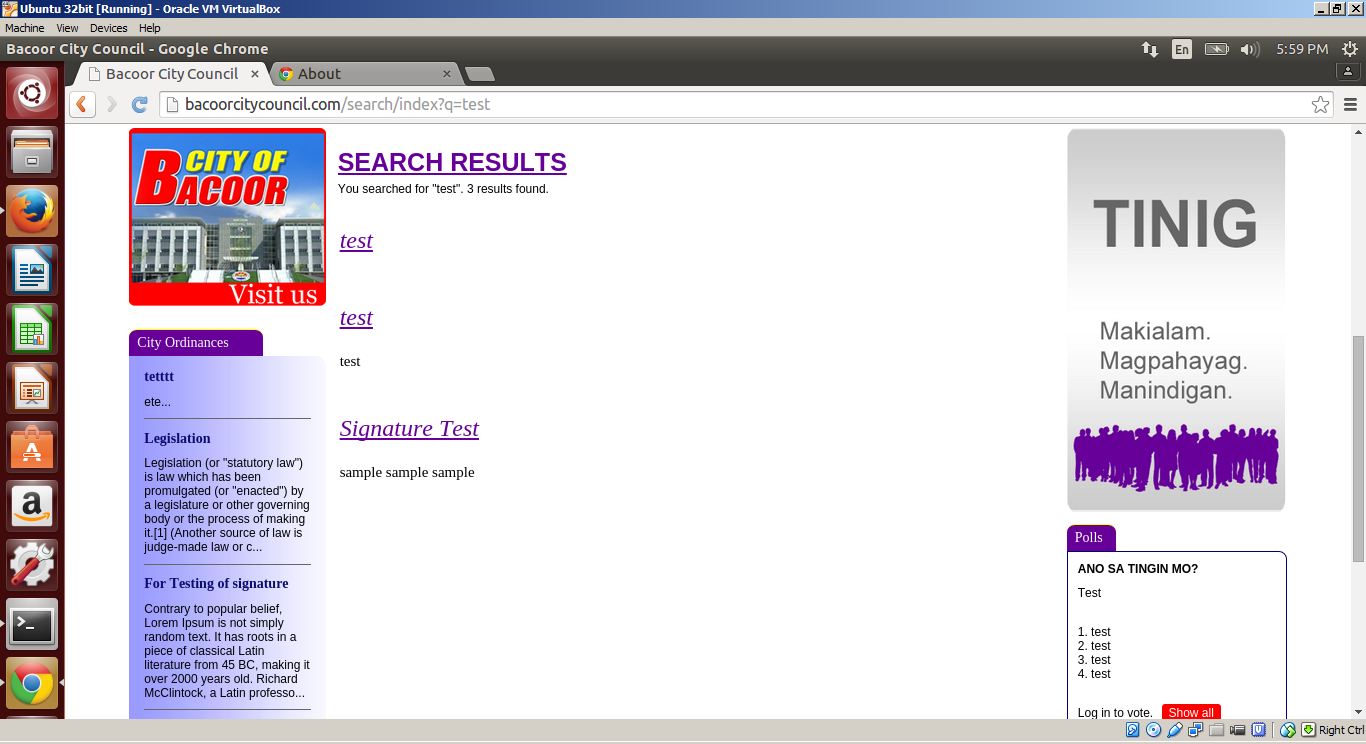 Ubuntu 32bit [Running] - Oracle VM VirtualBox
Machine View Devices Help
Bacoor City Council - Google Chrome
En
5:59 PM
Bacoor City Council
About
bacoorcitycouncil.com/search/index?q=test
CITY OF
BACOOR
Visit us
City Ordinances
tetttt
ete...
Legislation
Legislation (or "statutory law")
is law which has been
promulgated (or "enacted") by
a legislature or other governing
body or the process of making
it.[1] (Another source of law is
judge-made law or c...
For Testing of signature
Contrary to popular belief,
Lorem Ipsum is not simply
random text. It has roots in a
piece of classical Latin
literature from 45 BC, making it
over 2000 years old. Richard
McClintock, a Latin professo...
SEARCH RESULTS
You searched for "test". 3 results found.
test
test
test
Signature Test
sample sample sample
TINIG
Makialam.
Magpahayag.
Manindigan.
Polls
ANO SA TINGIN MO?
Test
1. test
2. test
3. test
4. test
Log in to vote. Show all
Right Ctrl